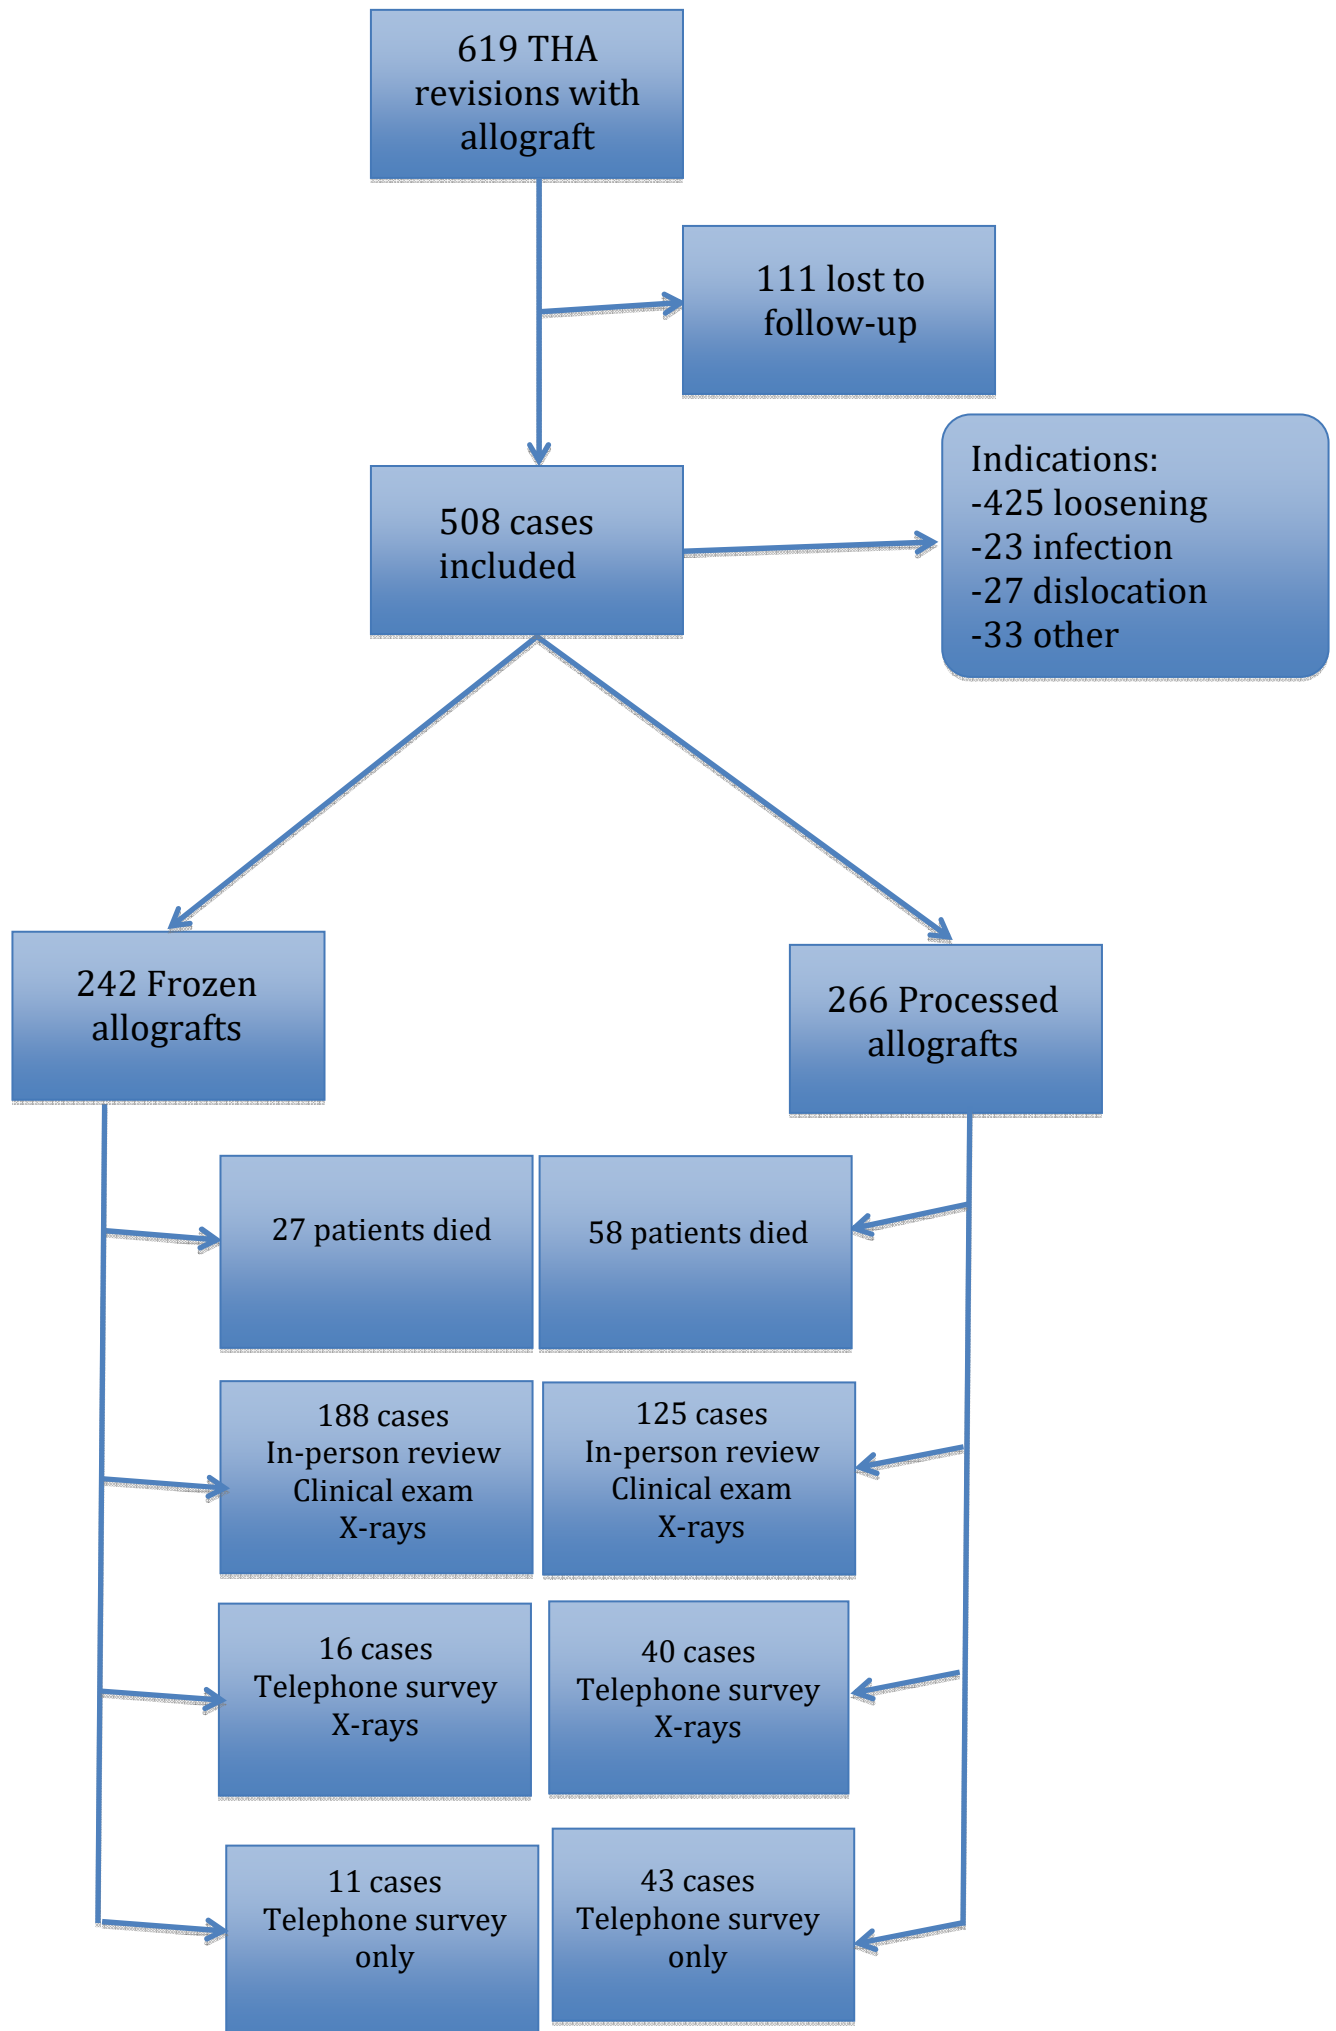 619 THA
revisions with
allograft
111 lost to
follow-up
Indications:
-425 loosening
-23 infection
-27 dislocation
-33 other
508 cases
included
242 Frozen
allografts
266 Processed
allografts
27 patients died
58 patients died
188 cases
In-person review
Clinical exam
X-rays
125 cases
In-person review
Clinical exam
X-rays
16 cases
Telephone survey
X-rays
40 cases
Telephone survey
X-rays
11 cases
Telephone survey
only
43 cases
Telephone survey
only